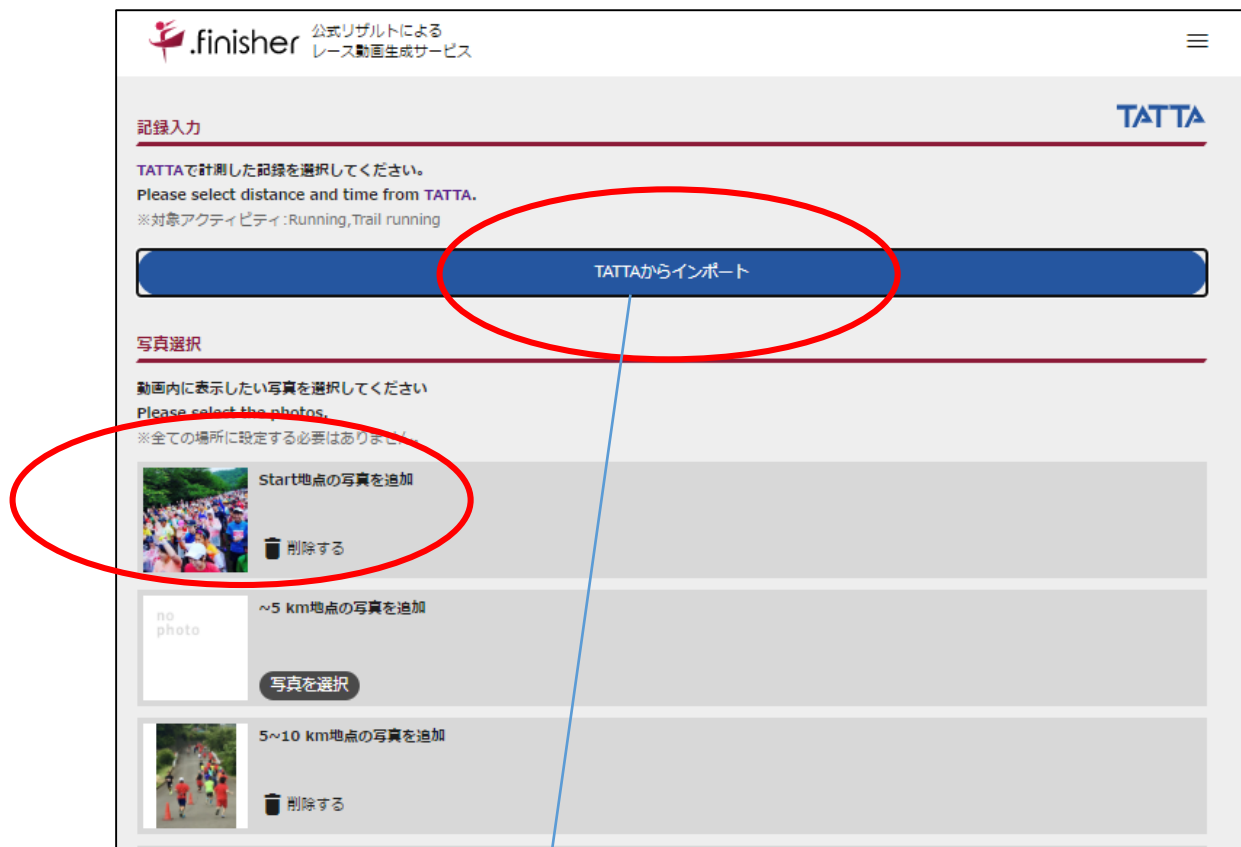 .finisher 公式リザルトによる
レース動画生成サービス
TATTA
記録入力
TATTAで計測した記録を選択してください。
Please select distance and time from TATTA.
※対象アクティビティ:Running,Trail running
TATTAからインポート
写真選択
動画内に表示したい写真を選択してください
Please select the photos.
※全ての場所に設定する必要はありません。
Start地点の写真を追加
削除する
no
photo
~5 km地点の写真を追加
写真を選択
5~10 km地点の写真を追加
削除する